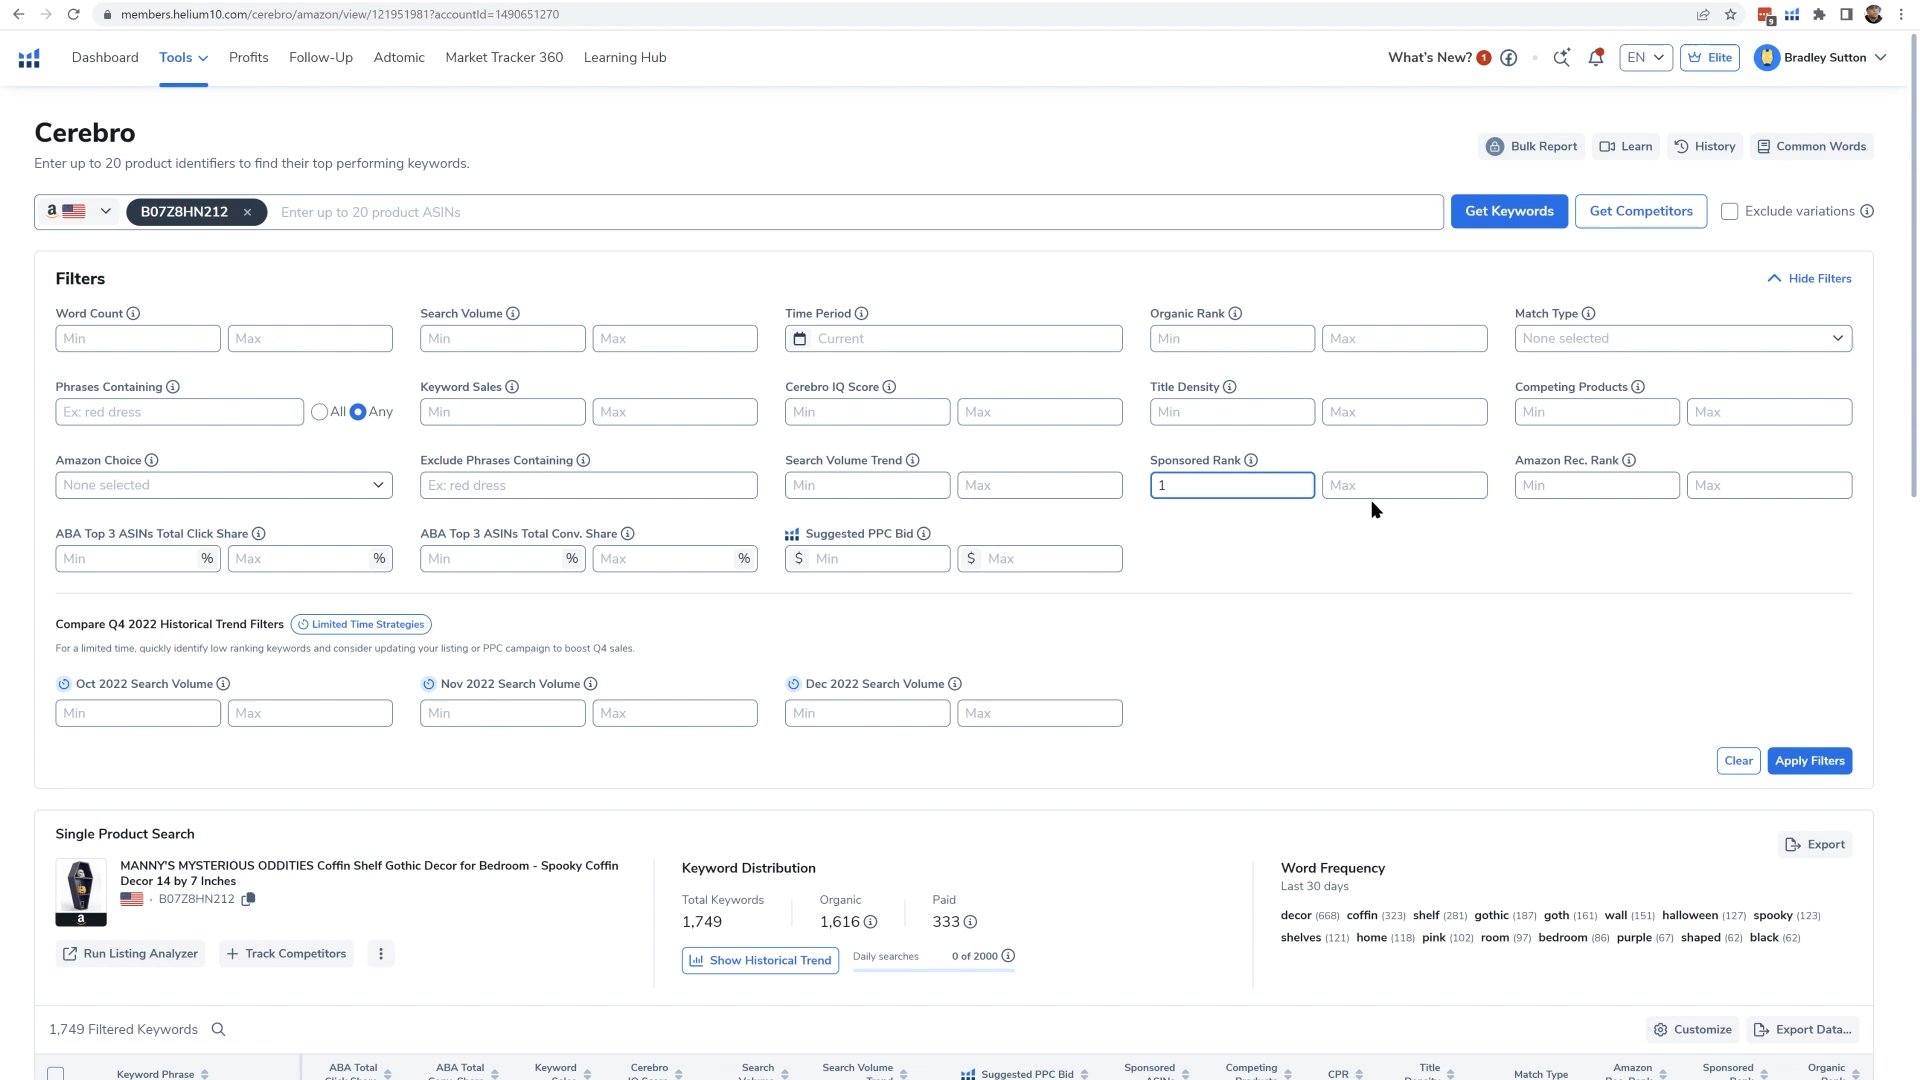 members.helium10.com/cerebro/amazon/view/121951981?accountId=1490651270
9
Dashboard Tools Profits Follow-Up Adtomic Market Tracker 360 Learning Hub
What's New? 1 EN Elite Bradley Sutton
Cerebro
Enter up to 20 product identifiers to find their top performing keywords.
Bulk Report Learn History Common Words
a B07Z8HN212 × Enter up to 20 product ASINs Get Keywords Get Competitors Exclude variations
Filters Hide Filters
Word Count Search Volume Time Period Organic Rank Match Type
Min Max Min Max Current Min Max None selected
Phrases Containing Keyword Sales Cerebro IQ Score Title Density Competing Products
Ex: red dress All Any Min Max Min Max Min Max Min Max
Amazon Choice Exclude Phrases Containing Search Volume Trend Sponsored Rank Amazon Rec. Rank
None selected Ex: red dress Min Max 1 Max Min Max
ABA Top 3 ASINs Total Click Share ABA Top 3 ASINs Total Conv. Share Suggested PPC Bid
Min % Max % Min % Max % $ Min $ Max
Compare Q4 2022 Historical Trend Filters Limited Time Strategies
For a limited time, quickly identify low ranking keywords and consider updating your listing or PPC campaign to boost Q4 sales.
Oct 2022 Search Volume Nov 2022 Search Volume Dec 2022 Search Volume
Min Max Min Max Min Max
Clear Apply Filters
Single Product Search
Export
MANNY'S MYSTERIOUS ODDITIES Coffin Shelf Gothic Decor for Bedroom - Spooky Coffin
Decor 14 by 7 Inches
· B07Z8HN212
a
Run Listing Analyzer + Track Competitors
Keyword Distribution
Total Keywords Organic Paid
1,749 1,616 333
Show Historical Trend Daily searches 0 of 2000
Word Frequency
Last 30 days
decor (668) coffin (323) shelf (281) gothic (187) goth (161) wall (151) halloween (127) spooky (123)
shelves (121) home (118) pink (102) room (97) bedroom (86) purple (67) shaped (62) black (62)
1,749 Filtered Keywords Customize Export Data...
Keyword Phrase ABA Total ABA Total Keyword Cerebro Search Search Volume Suggested PPC Bid Sponsored Competing CPR Title Match Type Amazon Sponsored Organic